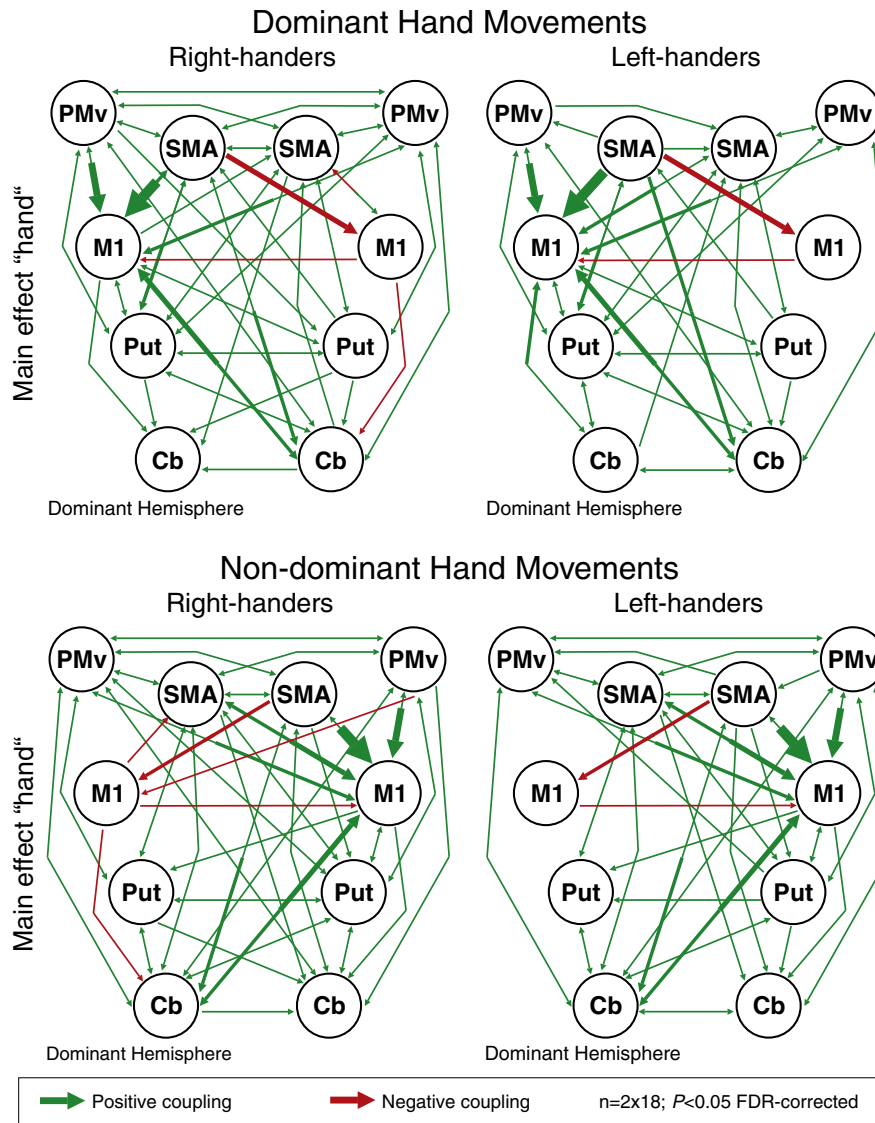 Dominant Hand Movements
Right-handers Left-handers
Main effect "hand“
PMv PMv PMv PMv
SMA SMA SMA SMA
M1 M1 M1 M1
Put Put Put Put
Cb Cb Cb Cb
Dominant Hemisphere Dominant Hemisphere
Non-dominant Hand Movements
Right-handers Left-handers
Main effect "hand“
PMv PMv PMv PMv
SMA SMA SMA SMA
M1 M1 M1 M1
Put Put Put Put
Cb Cb Cb Cb
Dominant Hemisphere Dominant Hemisphere
Positive coupling Negative coupling n=2x18; P<0.05 FDR-corrected